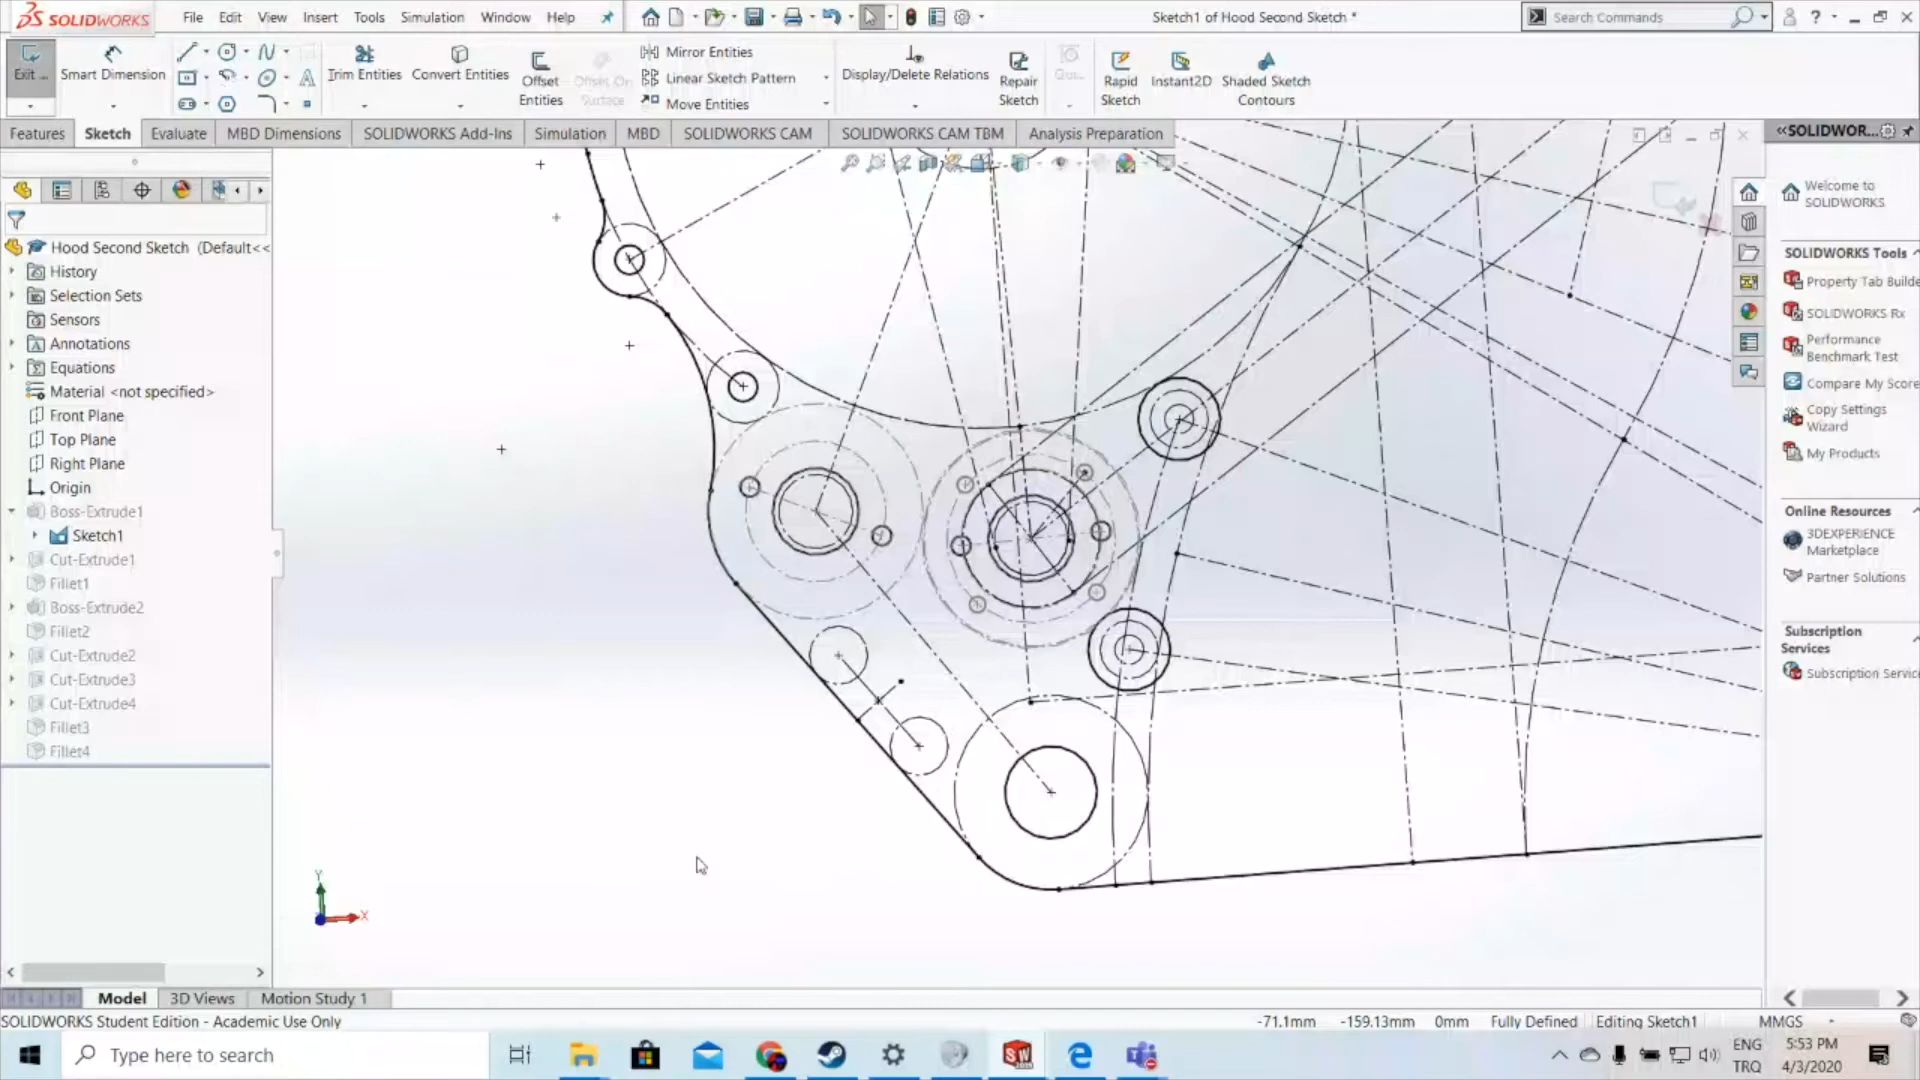 SOLIDWORKS File Edit View Insert Tools Simulation Window Help Sketch1 of Hood Second Sketch * Search Commands
Exit ... Smart Dimension Trim Entities Convert Entities Offset Entities Offset On Surface Mirror Entities Linear Sketch Pattern Move Entities Display/Delete Relations Repair Sketch Qui... Rapid Sketch Instant2D Shaded Sketch Contours
Features Sketch Evaluate MBD Dimensions SOLIDWORKS Add-Ins Simulation MBD SOLIDWORKS CAM SOLIDWORKS CAM TBM Analysis Preparation
Hood Second Sketch (Default<<
History
Selection Sets
Sensors
Annotations
Equations
Material <not specified>
Front Plane
Top Plane
Right Plane
Origin
Boss-Extrude1
Sketch1
Cut-Extrude1
Fillet1
Boss-Extrude2
Fillet2
Cut-Extrude2
Cut-Extrude3
Cut-Extrude4
Fillet3
Fillet4
Y
X
«SOLIDWOR...
Welcome to
SOLIDWORKS
SOLIDWORKS Tools
Property Tab Builde
SOLIDWORKS Rx
Performance
Benchmark Test
Compare My Score
Copy Settings
Wizard
My Products
Online Resources
3DEXPERIENCE
Marketplace
Partner Solutions
Subscription
Services
Subscription Service
Model 3D Views Motion Study 1
SOLIDWORKS Student Edition - Academic Use Only -71.1mm -159.13mm 0mm Fully Defined Editing Sketch1 MMGS -
Type here to search
ENG
TRQ
5:53 PM
4/3/2020